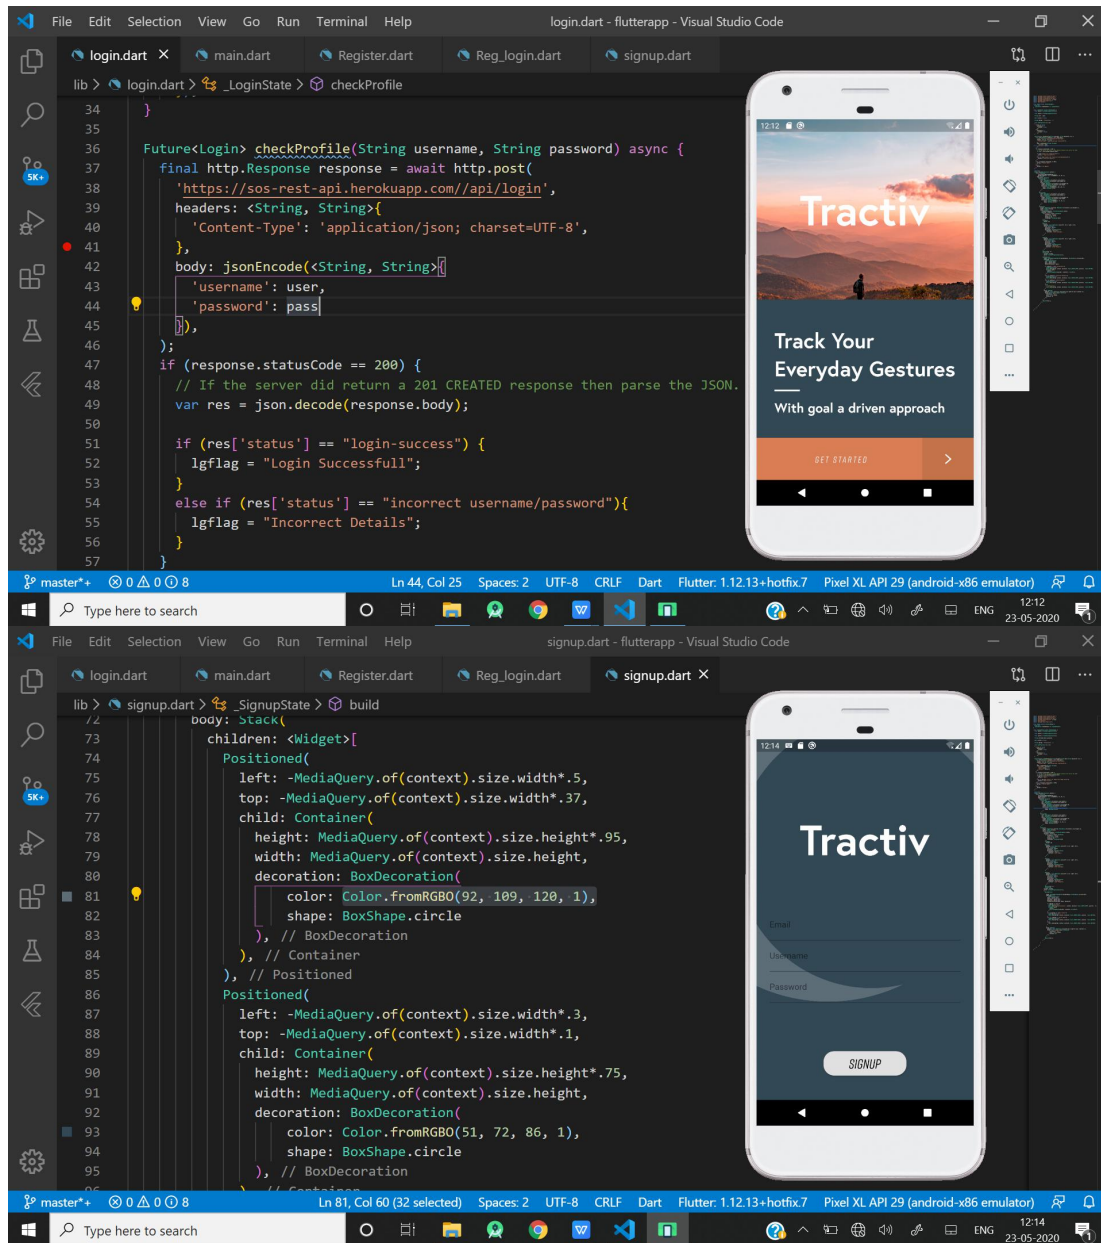 File Edit Selection View Go Run Terminal Help login.dart - flutterapp - Visual Studio Code
login.dart main.dart Register.dart Reg_login.dart signup.dart
lib > login.dart > _LoginState > checkProfile
34 }
35
36 Future<Login> checkProfile(String username, String password) async {
37 final http.Response response = await http.post(
38 'https://sos-rest-api.herokuapp.com//api/login',
39 headers: <String, String>{
40 'Content-Type': 'application/json; charset=UTF-8',
41 },
42 body: jsonEncode(<String, String>{
43 'username': user,
44 'password': pass
45 }),
46 );
47 if (response.statusCode == 200) {
48 // If the server did return a 201 CREATED response then parse the JSON.
49 var res = json.decode(response.body);
50
51 if (res['status'] == "login-success") {
52 lgflag = "Login Successfull";
53 }
54 else if (res['status'] == "incorrect username/password"){
55 lgflag = "Incorrect Details";
56 }
57 }
5K+
12:12
Tractiv
Track Your
Everyday Gestures
With goal a driven approach
GET STARTED
master*+ 0 0 8 Ln 44, Col 25 Spaces: 2 UTF-8 CRLF Dart Flutter: 1.12.13+hotfix.7 Pixel XL API 29 (android-x86 emulator)
Type here to search ENG 12:12
23-05-2020
1
File Edit Selection View Go Run Terminal Help signup.dart - flutterapp - Visual Studio Code
login.dart main.dart Register.dart Reg_login.dart signup.dart
lib > signup.dart > _SignupState > build
72 body: Stack(
73 children: <Widget>[
74 Positioned(
75 left: -MediaQuery.of(context).size.width*.5,
76 top: -MediaQuery.of(context).size.width*.37,
77 child: Container(
78 height: MediaQuery.of(context).size.height*.95,
79 width: MediaQuery.of(context).size.height,
80 decoration: BoxDecoration(
81 color: Color.fromRGBO(92, 109, 120, 1),
82 shape: BoxShape.circle
83 ), // BoxDecoration
84 ), // Container
85 ), // Positioned
86 Positioned(
87 left: -MediaQuery.of(context).size.width*.3,
88 top: -MediaQuery.of(context).size.width*.1,
89 child: Container(
90 height: MediaQuery.of(context).size.height*.75,
91 width: MediaQuery.of(context).size.height,
92 decoration: BoxDecoration(
93 color: Color.fromRGBO(51, 72, 86, 1),
94 shape: BoxShape.circle
95 ), // BoxDecoration
96 ), // Container
5K+
12:14
Tractiv
Email
Username
Password
SIGNUP
master*+ 0 0 8 Ln 81, Col 60 (32 selected) Spaces: 2 UTF-8 CRLF Dart Flutter: 1.12.13+hotfix.7 Pixel XL API 29 (android-x86 emulator)
Type here to search ENG 12:14
23-05-2020
1